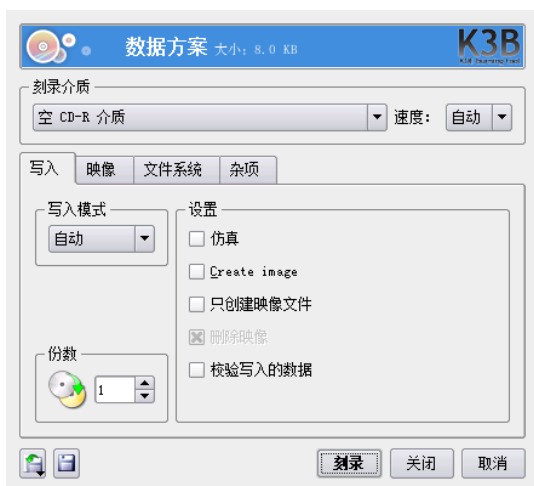 数据方案 大小: 8.0 KB
K3B
刻录介质
空 CD-R 介质 速度: 自动
写入 映像 文件系统 杂项
写入模式
自动
设置
仿真
Create image
只创建映像文件
删除映像
校验写入的数据
份数
1
刻录 关闭 取消